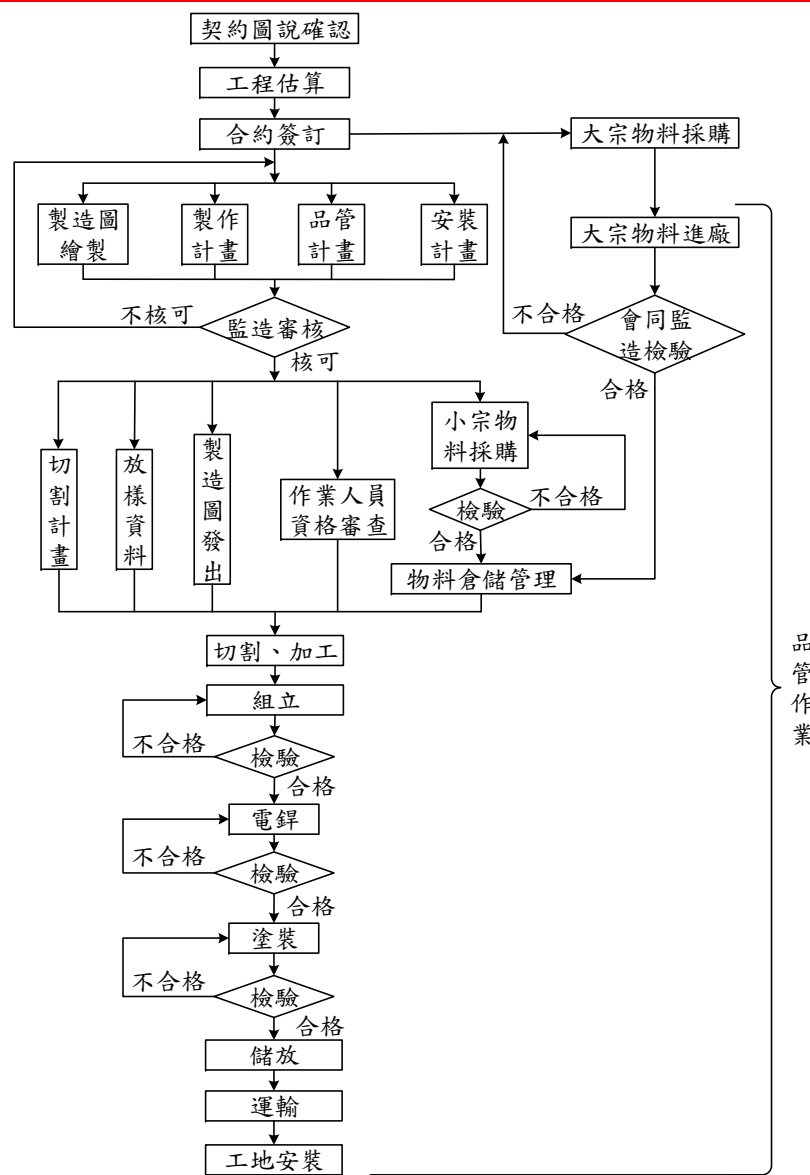 契約圖說確認
工程估算
合約簽訂
大宗物料採購
製造圖
繪製
製作
計畫
品管
計畫
安裝
計畫
大宗物料進廠
不核可
監造審核
核可
不合格
會同監
造檢驗
合格
切割計畫
放樣資料
製造圖發出
作業人員
資格審查
小宗物
料採購
檢驗
不合格
合格
物料倉儲管理
切割、加工
組立
不合格
檢驗
合格
電銲
不合格
檢驗
合格
塗裝
不合格
檢驗
合格
儲放
運輸
工地安裝
品管作業